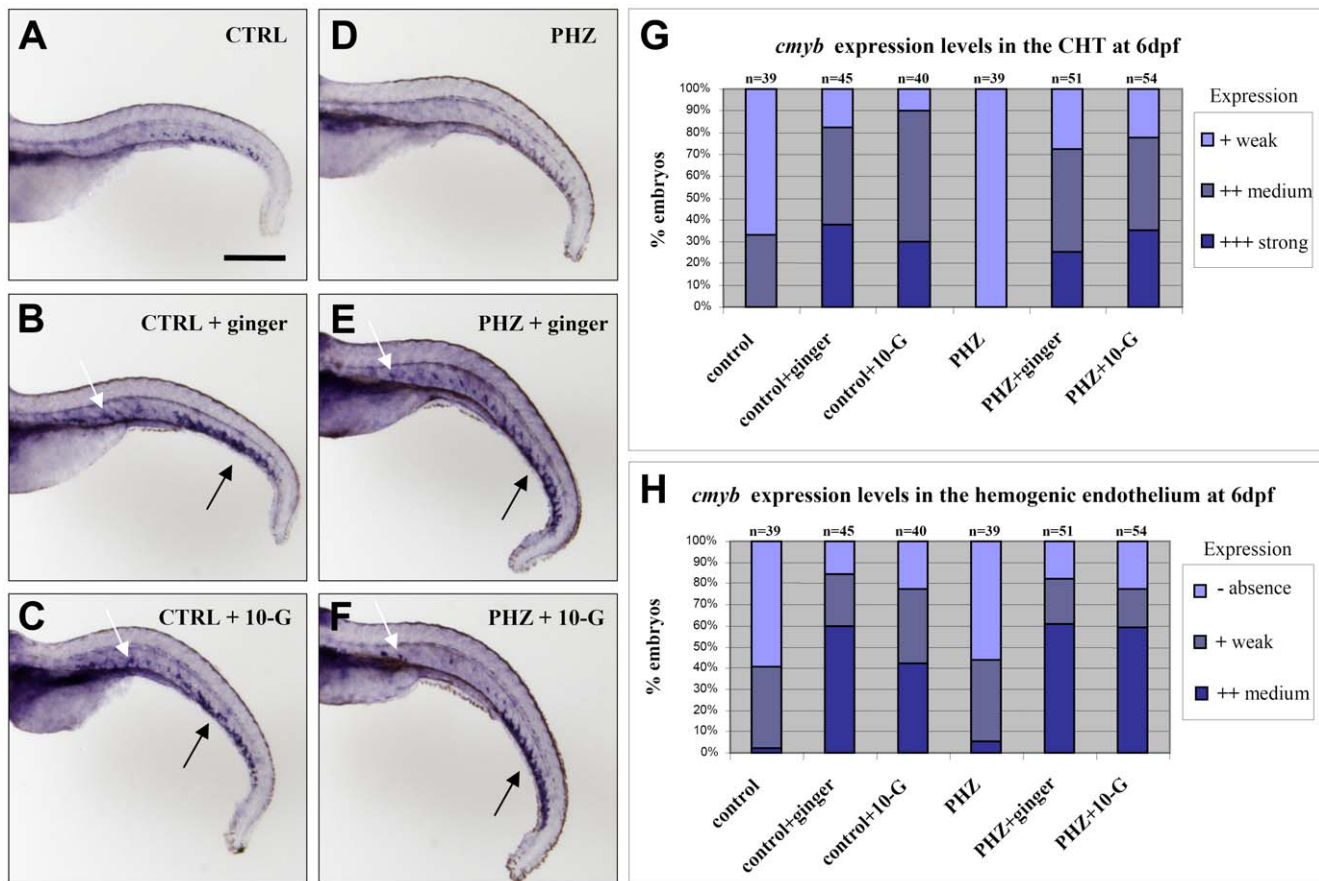 A
CTRL
D
PHZ
B
CTRL + ginger
E
PHZ + ginger
C
CTRL + 10-G
F
PHZ + 10-G
G
cmyb expression levels in the CHT at 6dpf
n=39 n=45 n=40 n=39 n=51 n=54
100%
90%
80%
70%
60%
50%
40%
30%
20%
10%
0%
% embryos
control
control+ginger
control+10-G
PHZ
PHZ+ginger
PHZ+10-G
Expression
+ weak
++ medium
+++ strong
H
cmyb expression levels in the hemogenic endothelium at 6dpf
n=39 n=45 n=40 n=39 n=51 n=54
100%
90%
80%
70%
60%
50%
40%
30%
20%
10%
0%
% embryos
control
control+ginger
control+10-G
PHZ
PHZ+ginger
PHZ+10-G
Expression
- absence
+ weak
++ medium